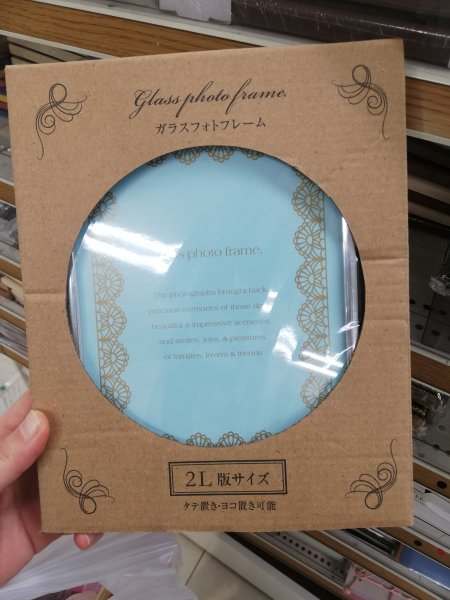 Glass photo frame.
ガラスフォトフレーム
s photo frame.
The photographs brought back
precious memories of those da
Beautiful & impressive sceneries,
and smiles, joys, & pleasures
of families, lovers & friends
2L版サイズ
タテ置き・ヨコ置き可能